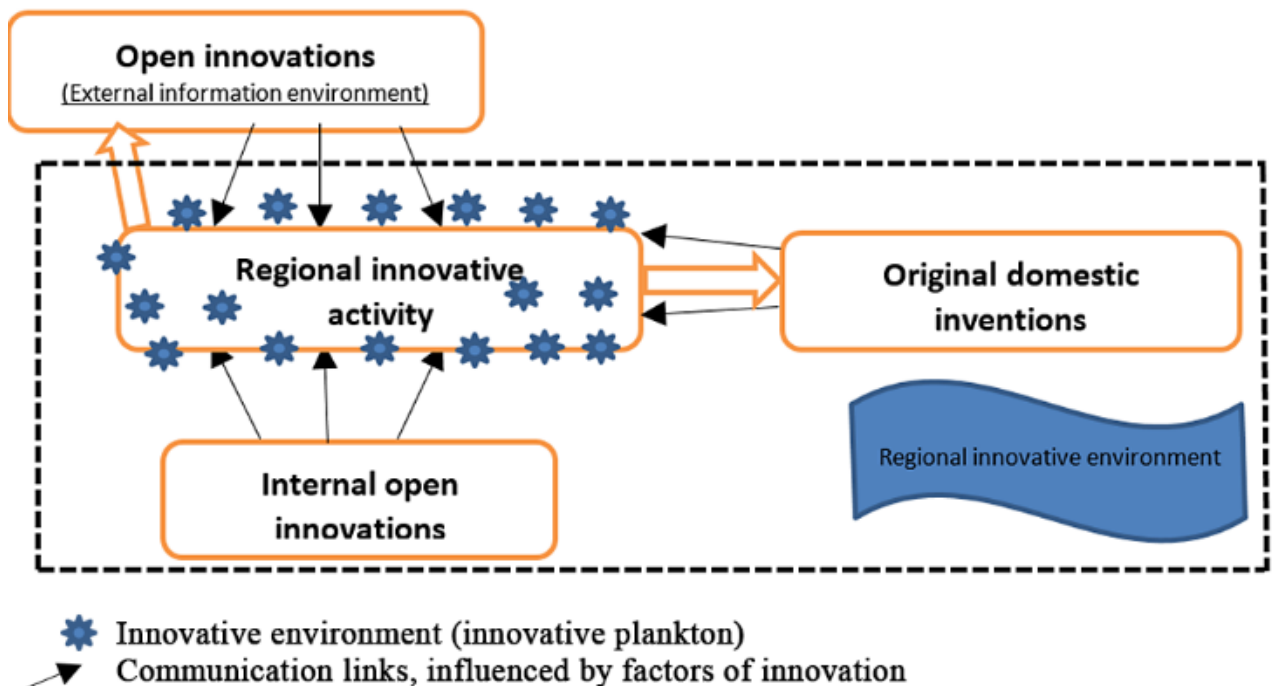 Open innovations
(External information environment)
Regional innovative
activity
Original domestic
inventions
Regional innovative environment
Internal open
innovations
Innovative environment (innovative plankton)
Communication links, influenced by factors of innovation